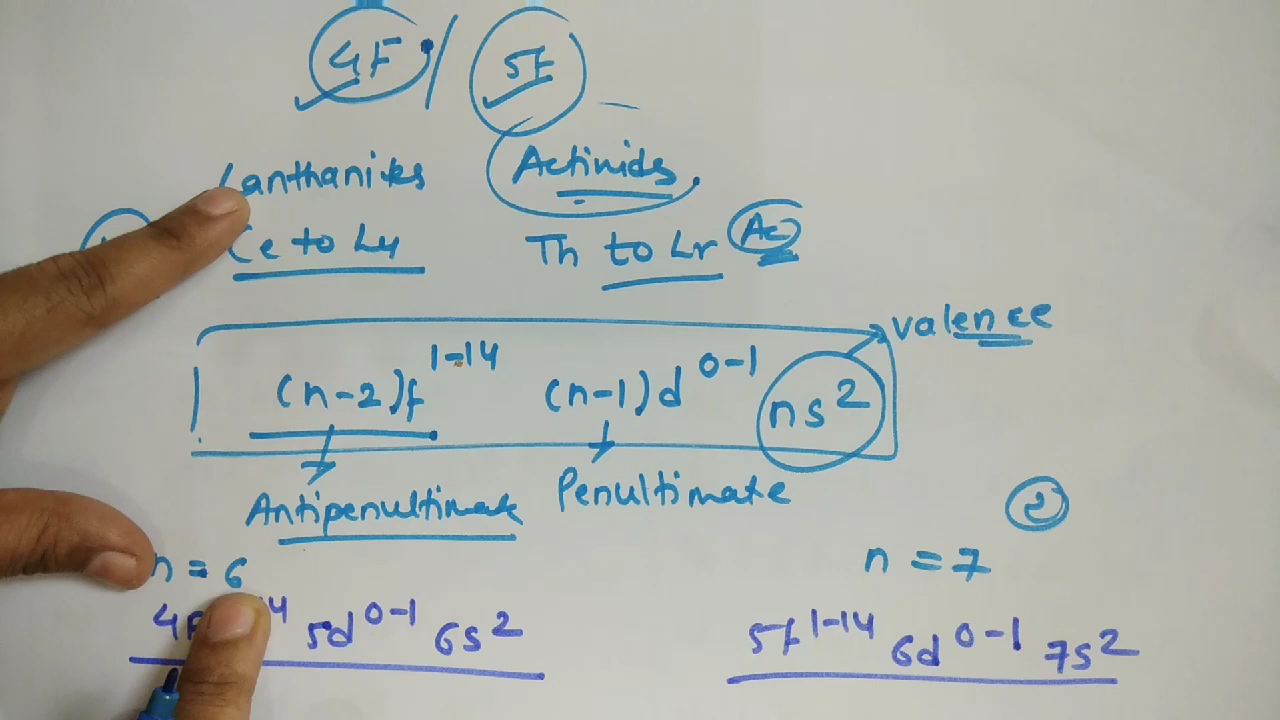 4F / 5F
Lanthanides Actinids.
Ce to Lu Th to Lr Ac
valence
(n-2)f^1-14 (n-1)d^0-1 ns^2
Antipenultimate Penultimate
2
n = 6 n = 7
5d^0-1 6s^2 5f^1-14 6d^0-1 7s^2